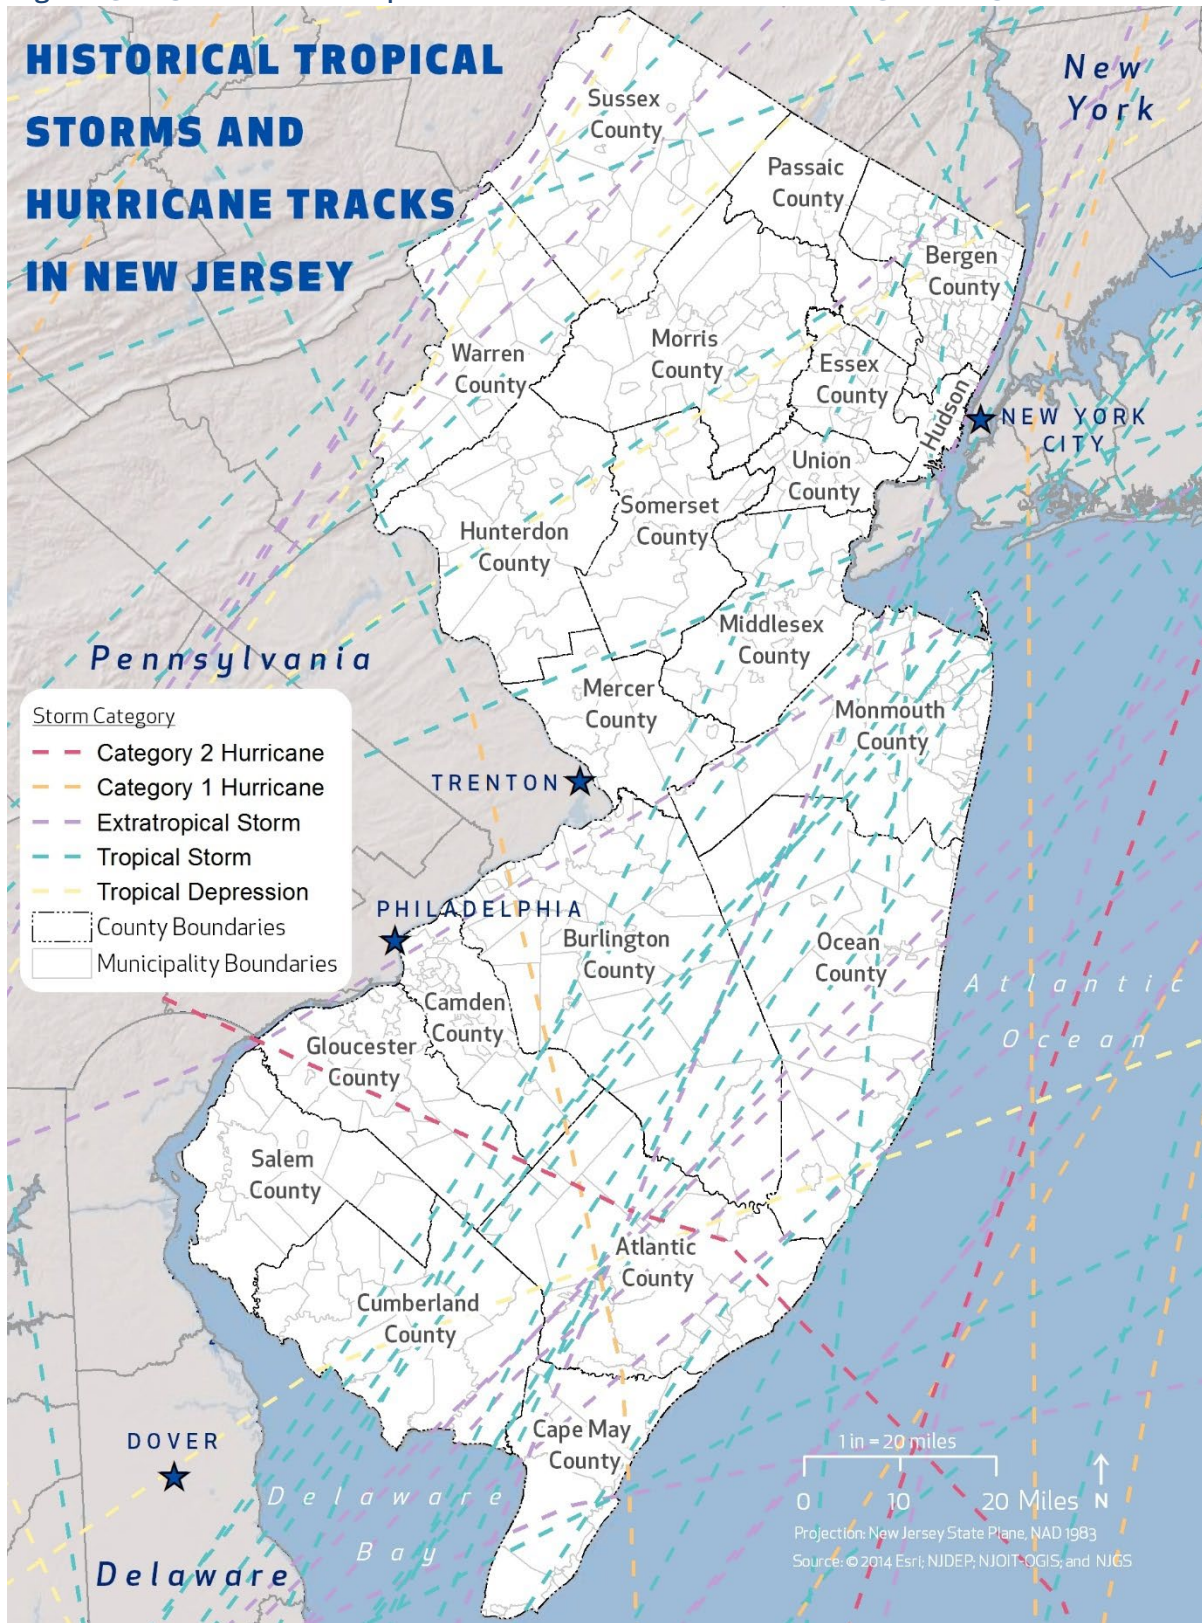 HISTORICAL TROPICAL
STORMS AND
HURRICANE TRACKS
IN NEW JERSEY
New
York
Sussex
County
Passaic
County
Bergen
County
Warren
County
Morris
County
Essex
County
Hudson
NEW YORK
CITY
Union
County
Hunterdon
County
Somerset
County
Middlesex
County
Pennsylvania
Mercer
County
Monmouth
County
Storm Category
Category 2 Hurricane
Category 1 Hurricane
Extratropical Storm
Tropical Storm
Tropical Depression
County Boundaries
Municipality Boundaries
TRENTON
PHILADELPHIA
Burlington
County
Ocean
County
Atlantic
Ocean
Camden
County
Gloucester
County
Salem
County
Atlantic
County
Cumberland
County
Cape May
County
DOVER
Delaware
Bay
Delaware
1 in = 20 miles
0 10 20 Miles N
Projection: New Jersey State Plane, NAD 1983
Source: © 2014 Esri; NJDEP; NJOIT-OGIS; and NJGS